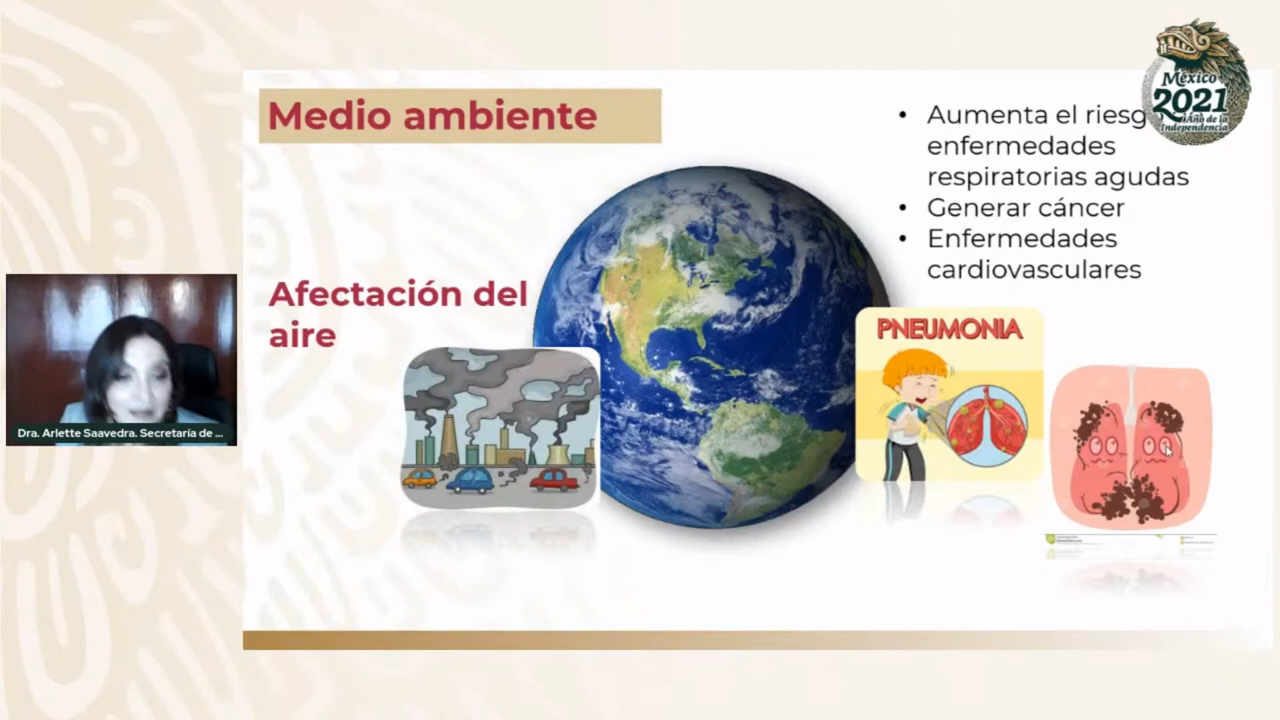 Medio ambiente
México
2021
Año de la
Independencia
Aumenta el
enfermedades
respiratorias agudas
Generar cáncer
Enfermedades
cardiovasculares
Afectación del
aire
PNEUMONIA
Dra. Arlette Saavedra. Secretaría de ...